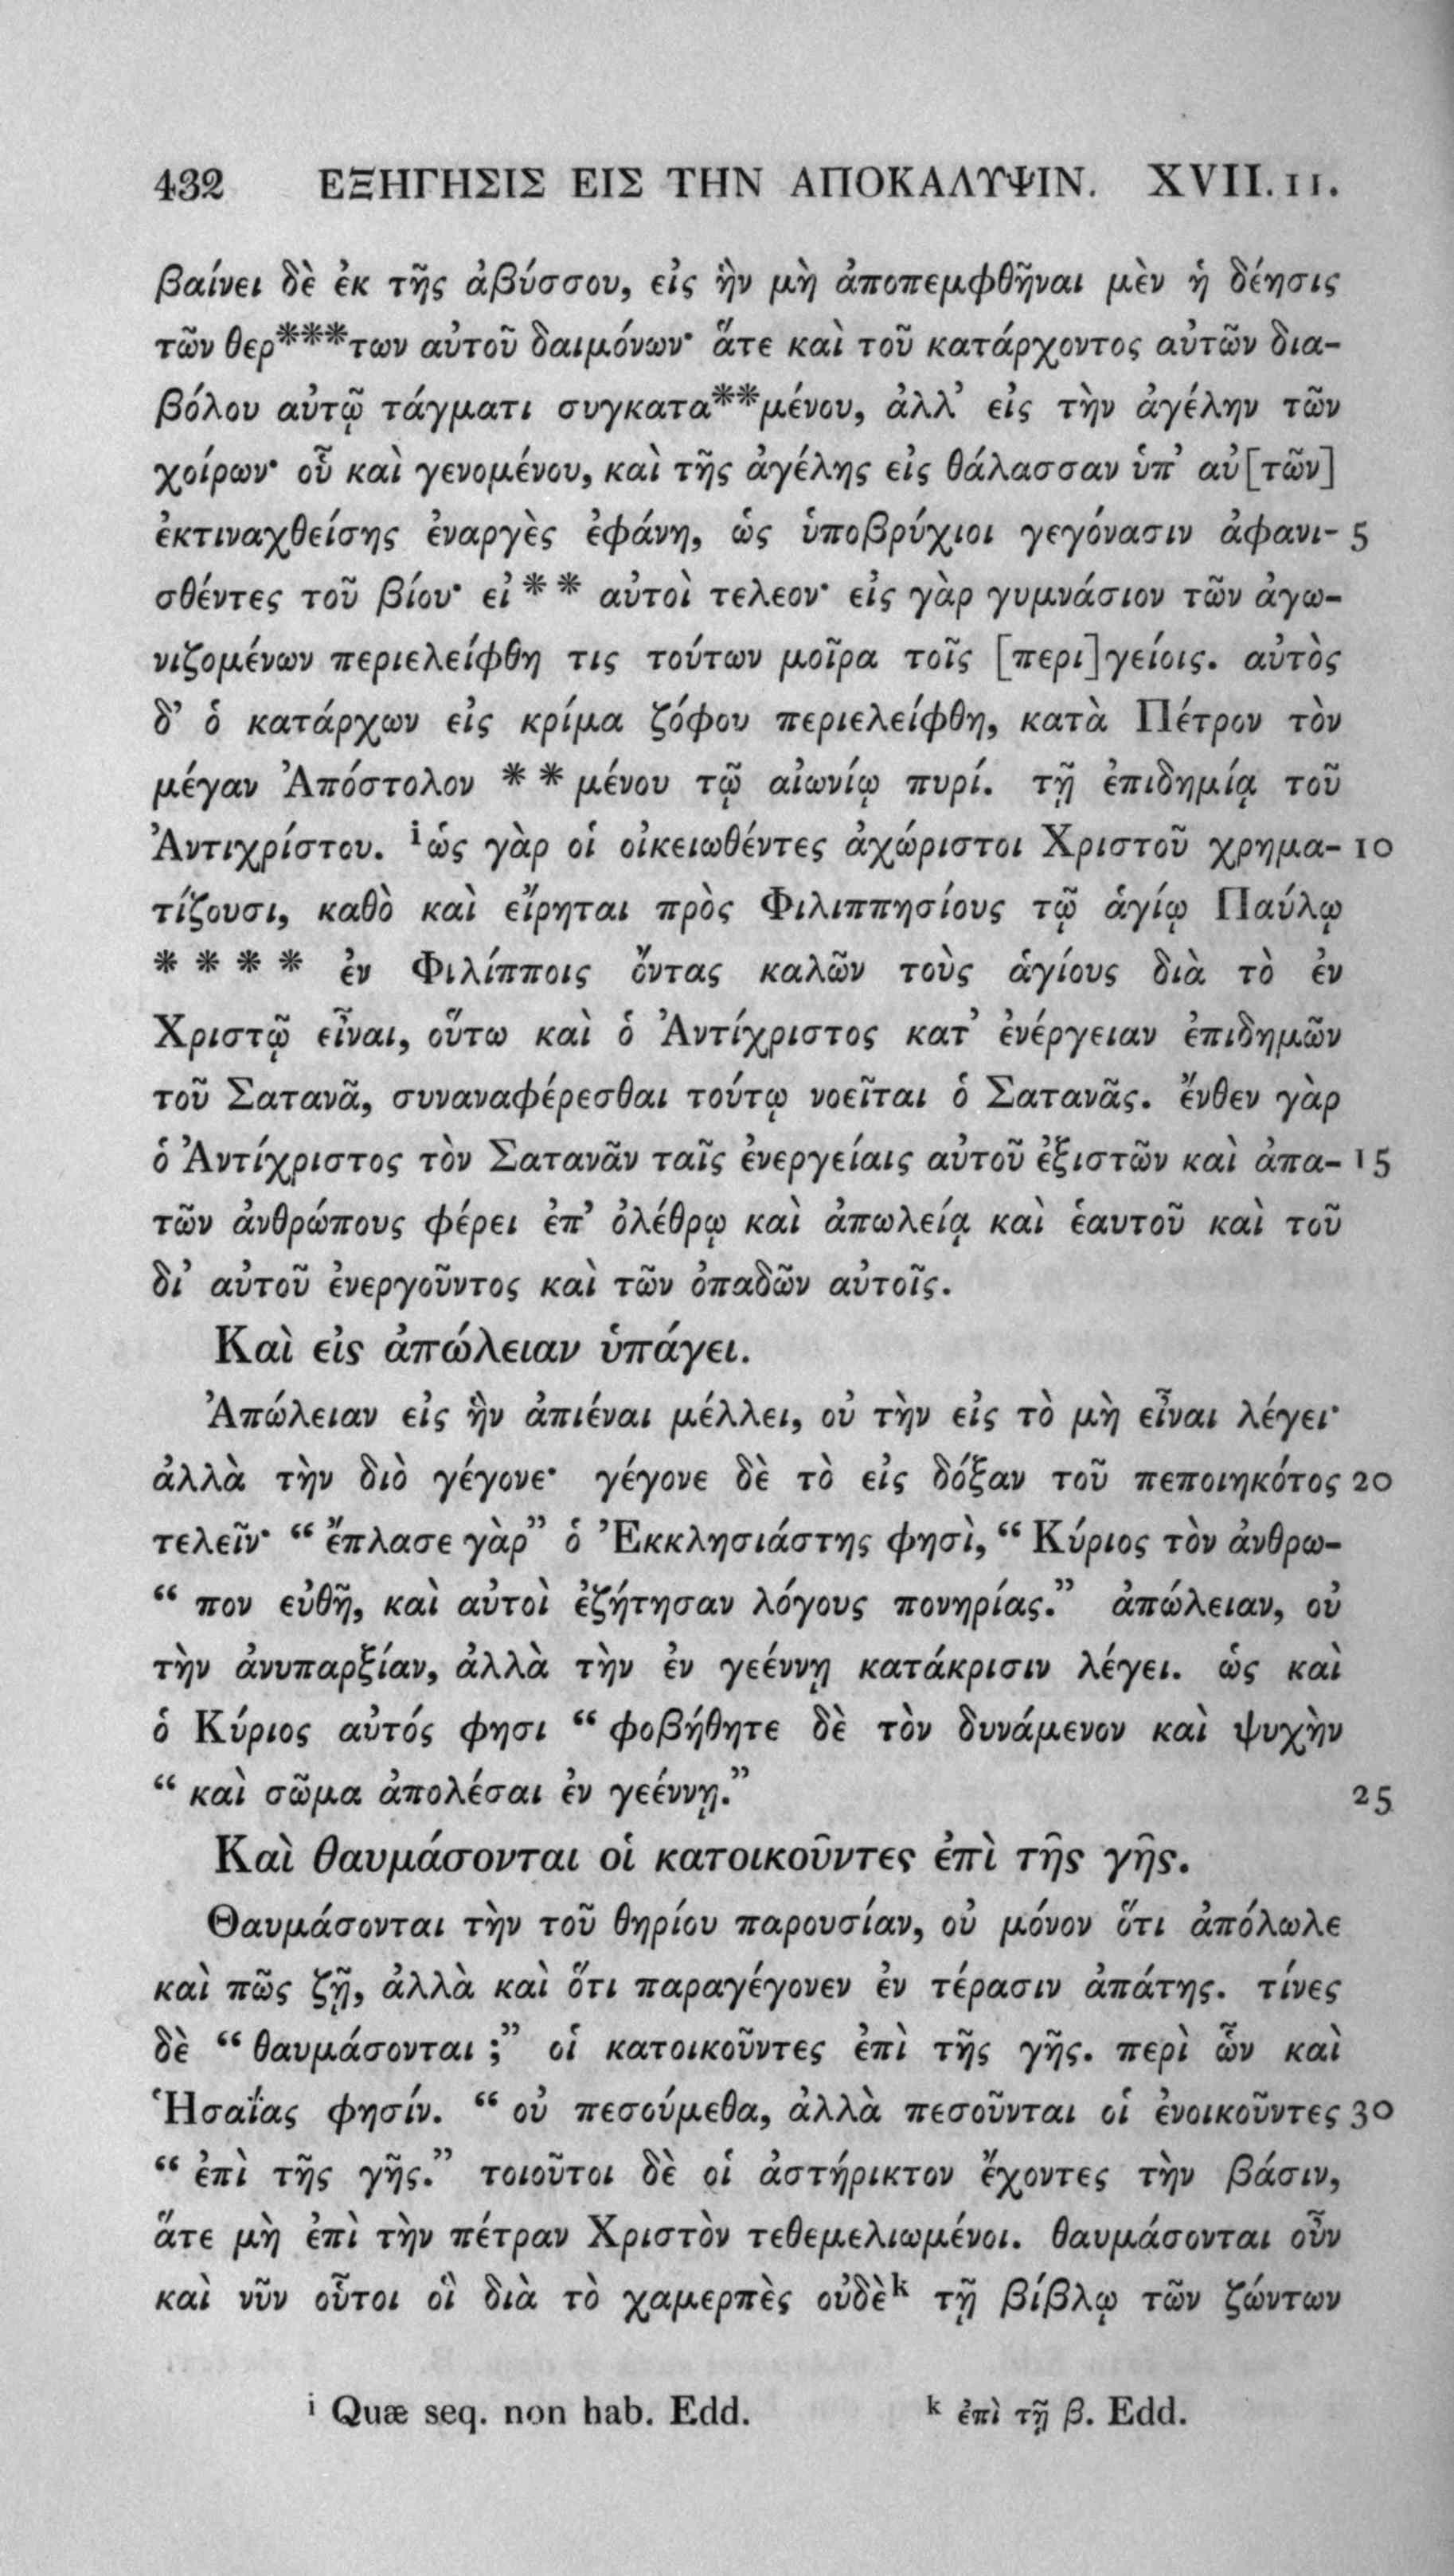 432 ΕΞΗΓΗΣΙΣ ΕΙΣ ΤΗΝ ΑΠΟΚΑΛΥΨΙΝ. XVII. 11.
βαίνει δὲ ἐκ τῆς ἀβύσσου, εἰς ἣν μὴ ἀποπεμφθῆναι μὲν ἡ δέησις
τῶν θερ***των αὐτοῦ δαιμόνων· ἅτε καὶ τοῦ κατάρχοντος αὐτῶν δια-
βόλου αὐτῷ τάγματι συγκατα**μένου, ἀλλ’ εἰς τὴν ἀγέλην τῶν
χοίρων· οὗ καὶ γενομένου, καὶ τῆς ἀγέλης εἰς θάλασσαν ὑπ’ αὐ[τῶν]
ἐκτιναχθείσης ἐναργὲς ἐφάνη, ὡς ὑποβρύχιοι γεγόνασιν ἀφανι- 5
σθέντες τοῦ βίου· εἰ * * αὐτοὶ τελεον· εἰς γὰρ γυμνάσιον τῶν ἀγω-
νιζομένων περιελείφθη τις τούτων μοῖρα τοῖς [περι]γείοις. αὐτὸς
δ’ ὁ κατάρχων εἰς κρίμα ζόφου περιελείφθη, κατὰ Πέτρον τὸν
μέγαν Ἀπόστολον * * μένου τῷ αἰωνίῳ πυρί. τῇ ἐπιδημίᾳ τοῦ
Ἀντιχρίστου. ⁱὡς γὰρ οἱ οἰκειωθέντες ἀχώριστοι Χριστοῦ χρημα- 10
τίζουσι, καθὸ καὶ εἴρηται πρὸς Φιλιππησίους τῷ ἁγίῳ Παύλῳ
* * * * ἐν Φιλίπποις ὄντας καλῶν τοὺς ἁγίους διὰ τὸ ἐν
Χριστῷ εἶναι, οὕτω καὶ ὁ Ἀντίχριστος κατ’ ἐνέργειαν ἐπιδημῶν
τοῦ Σατανᾶ, συναναφέρεσθαι τούτῳ νοεῖται ὁ Σατανᾶς. ἔνθεν γὰρ
ὁ Ἀντίχριστος τὸν Σατανᾶν ταῖς ἐνεργείαις αὐτοῦ ἐξιστῶν καὶ ἀπα- 15
τῶν ἀνθρώπους φέρει ἐπ’ ὀλέθρῳ καὶ ἀπωλείᾳ καὶ ἑαυτοῦ καὶ τοῦ
δι’ αὐτοῦ ἐνεργοῦντος καὶ τῶν ὀπαδῶν αὐτοῖς.
Καὶ εἰς ἀπώλειαν ὑπάγει.
Ἀπώλειαν εἰς ἣν ἀπιέναι μέλλει, οὐ τὴν εἰς τὸ μὴ εἶναι λέγει·
ἀλλὰ τὴν διὸ γέγονε· γέγονε δὲ τὸ εἰς δόξαν τοῦ πεποιηκότος 20
τελεῖν· “ ἔπλασε γὰρ” ὁ Ἐκκλησιάστης φησὶ, “ Κύριος τὸν ἀνθρω-
“ πον εὐθῆ, καὶ αὐτοὶ ἐζήτησαν λόγους πονηρίας.” ἀπώλειαν, οὐ
τὴν ἀνυπαρξίαν, ἀλλὰ τὴν ἐν γεέννῃ κατάκρισιν λέγει. ὡς καὶ
ὁ Κύριος αὐτός φησι “ φοβήθητε δὲ τὸν δυνάμενον καὶ ψυχὴν
“ καὶ σῶμα ἀπολέσαι ἐν γεέννῃ.” 25
Καὶ θαυμάσονται οἱ κατοικοῦντες ἐπὶ τῆς γῆς.
Θαυμάσονται τὴν τοῦ θηρίου παρουσίαν, οὐ μόνον ὅτι ἀπόλωλε
καὶ πῶς ζῇ, ἀλλὰ καὶ ὅτι παραγέγονεν ἐν τέρασιν ἀπάτης. τίνες
δὲ “ θαυμάσονται ;” οἱ κατοικοῦντες ἐπὶ τῆς γῆς. περὶ ὧν καὶ
Ἡσαΐας φησίν. “ οὐ πεσούμεθα, ἀλλὰ πεσοῦνται οἱ ἐνοικοῦντες 30
“ ἐπὶ τῆς γῆς.” τοιοῦτοι δὲ οἱ ἀστήρικτον ἔχοντες τὴν βάσιν,
ἅτε μὴ ἐπὶ τὴν πέτραν Χριστὸν τεθεμελιωμένοι. θαυμάσονται οὖν
καὶ νῦν οὗτοι οἳ διὰ τὸ χαμερπὲς οὐδὲᵏ τῇ βίβλῳ τῶν ζώντων
ⁱ Quæ seq. non hab. Edd. ᵏ ἐπὶ τῇ β. Edd.